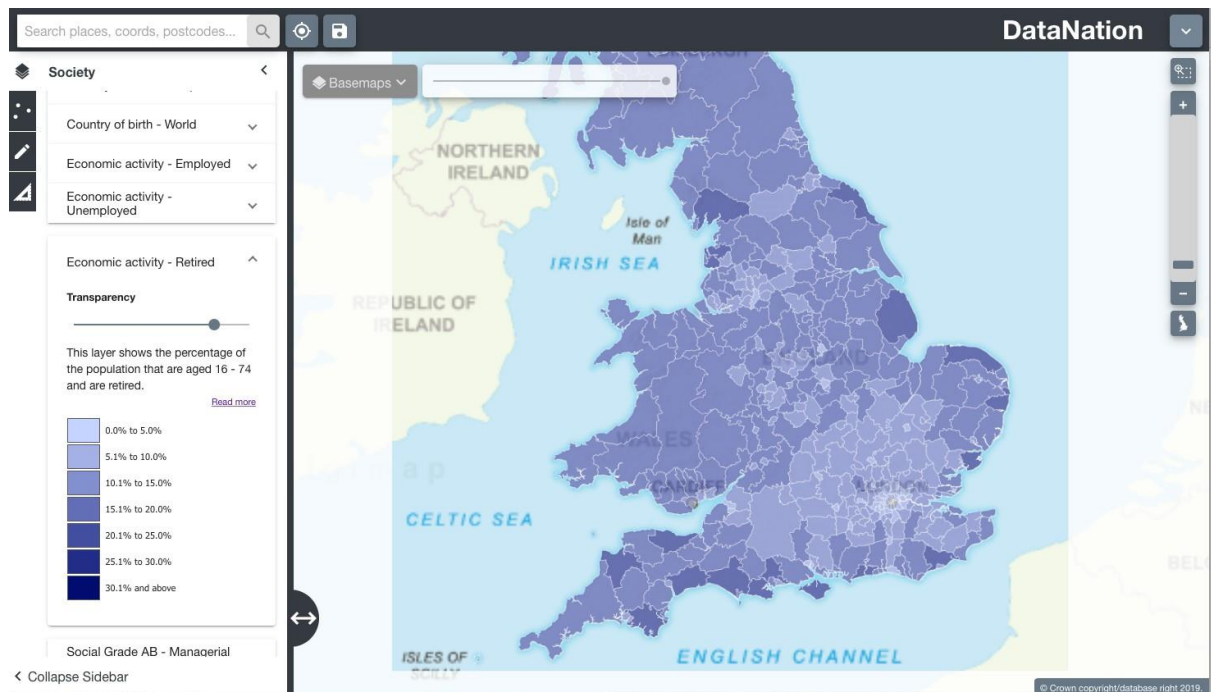 Search places, coords, postcodes...
DataNation
Society
Basemaps
Country of birth - World
Economic activity - Employed
Economic activity -
Unemployed
Economic activity - Retired
Transparency
This layer shows the percentage of
the population that are aged 16 - 74
and are retired.
Read more
0.0% to 5.0%
5.1% to 10.0%
10.1% to 15.0%
15.1% to 20.0%
20.1% to 25.0%
25.1% to 30.0%
30.1% and above
Social Grade AB - Managerial
Collapse Sidebar
+
−
NORTHERN
IRELAND
Isle of
Man
IRISH SEA
REPUBLIC OF
IRELAND
ENGLAND
WALES
CARDIFF
LONDON
CELTIC SEA
ISLES OF
SCILLY
ENGLISH CHANNEL
© Crown copyright/database right 2019.